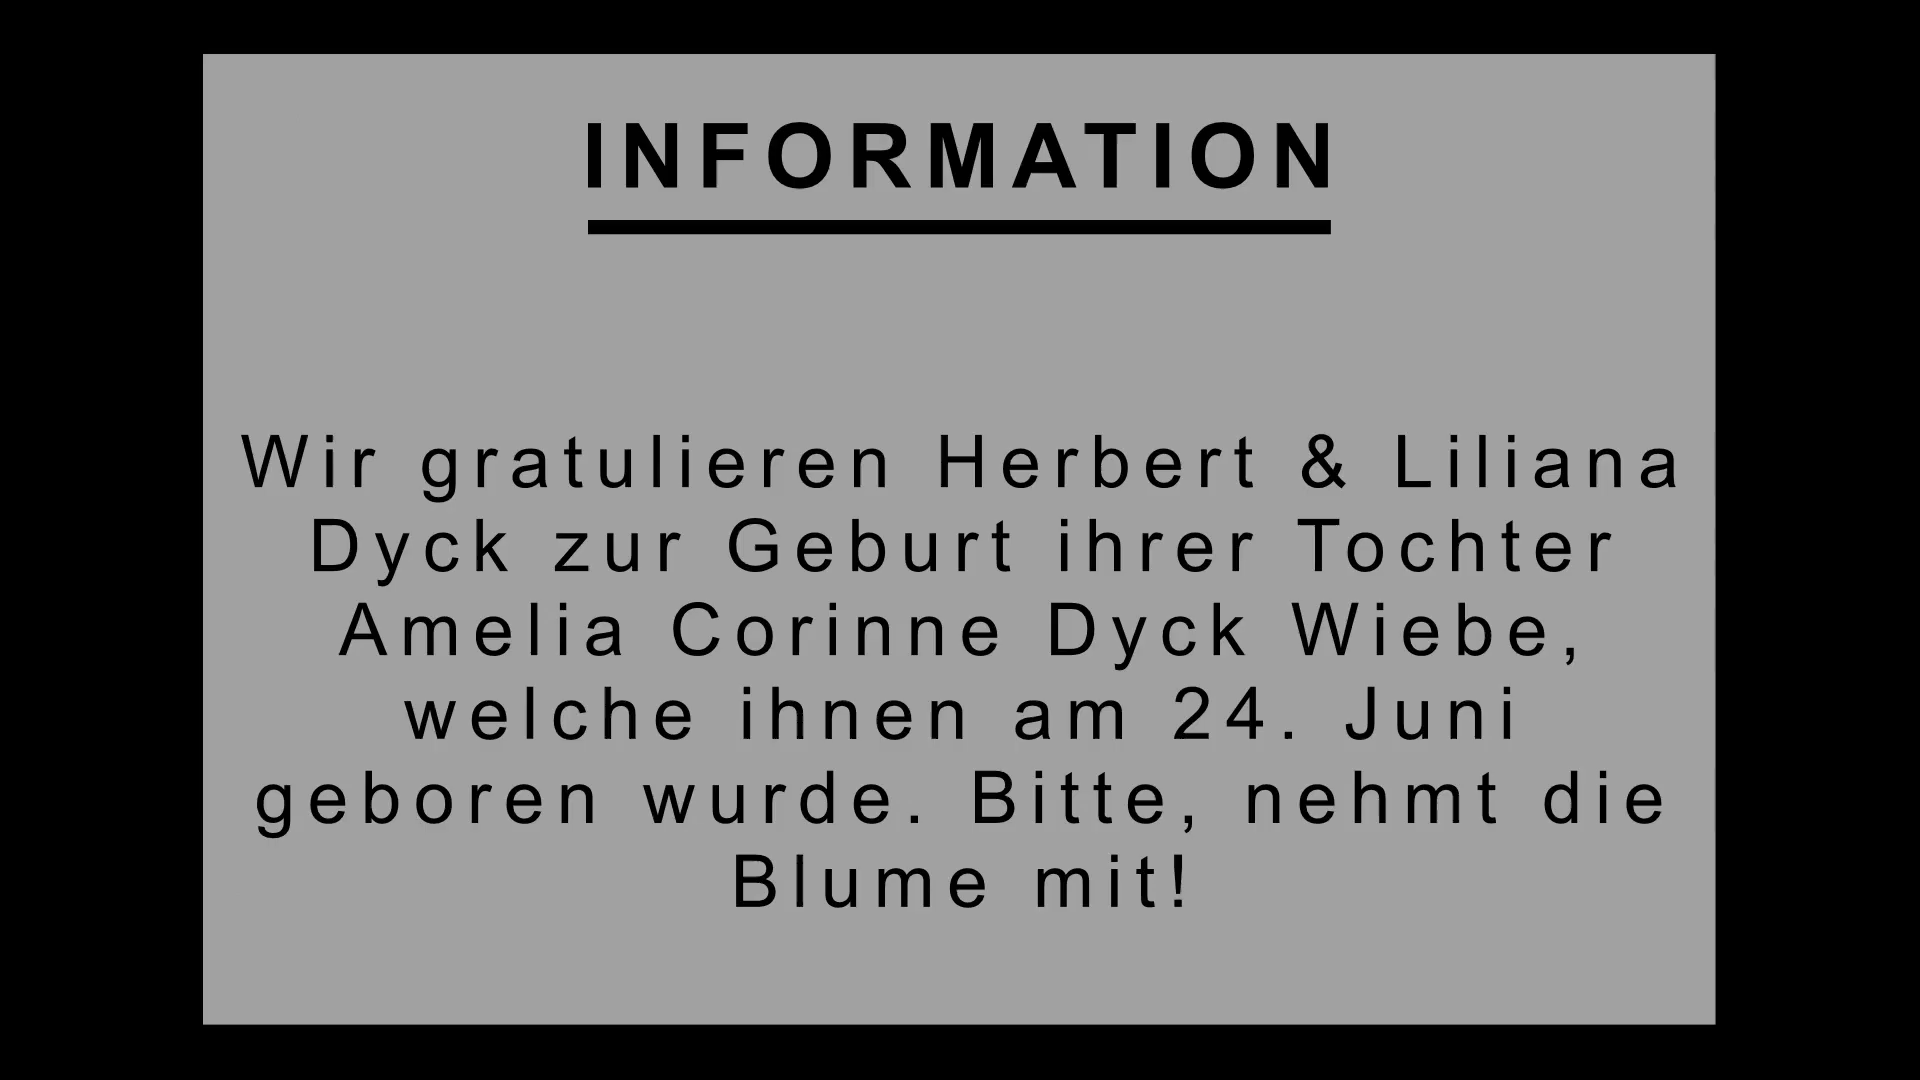 INFORMATION
Wir gratulieren Herbert & Liliana
Dyck zur Geburt ihrer Tochter
Amelia Corinne Dyck Wiebe,
welche ihnen am 24. Juni
geboren wurde. Bitte, nehmt die
Blume mit!